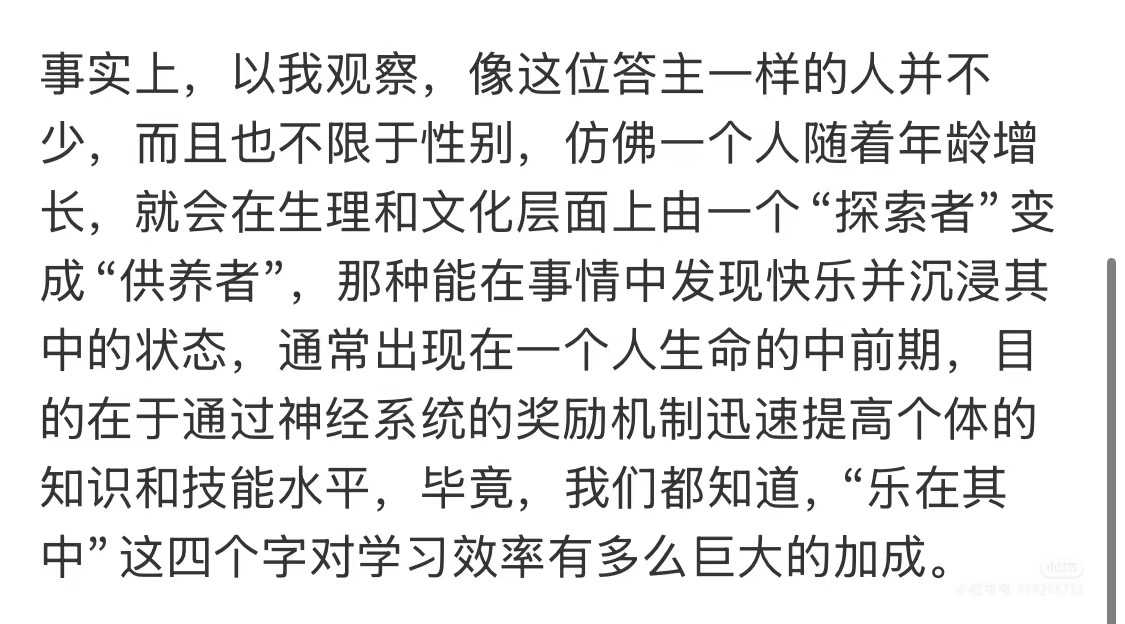 事实上，以我观察，像这位答主一样的人并不
少，而且也不限于性别，仿佛一个人随着年龄增
长，就会在生理和文化层面上由一个“探索者”变
成“供养者”，那种能在事情中发现快乐并沉浸其
中的状态，通常出现在一个人生命的中前期，目
的在于通过神经系统的奖励机制迅速提高个体的
知识和技能水平，毕竟，我们都知道，“乐在其
中”这四个字对学习效率有多么巨大的加成。
小红书